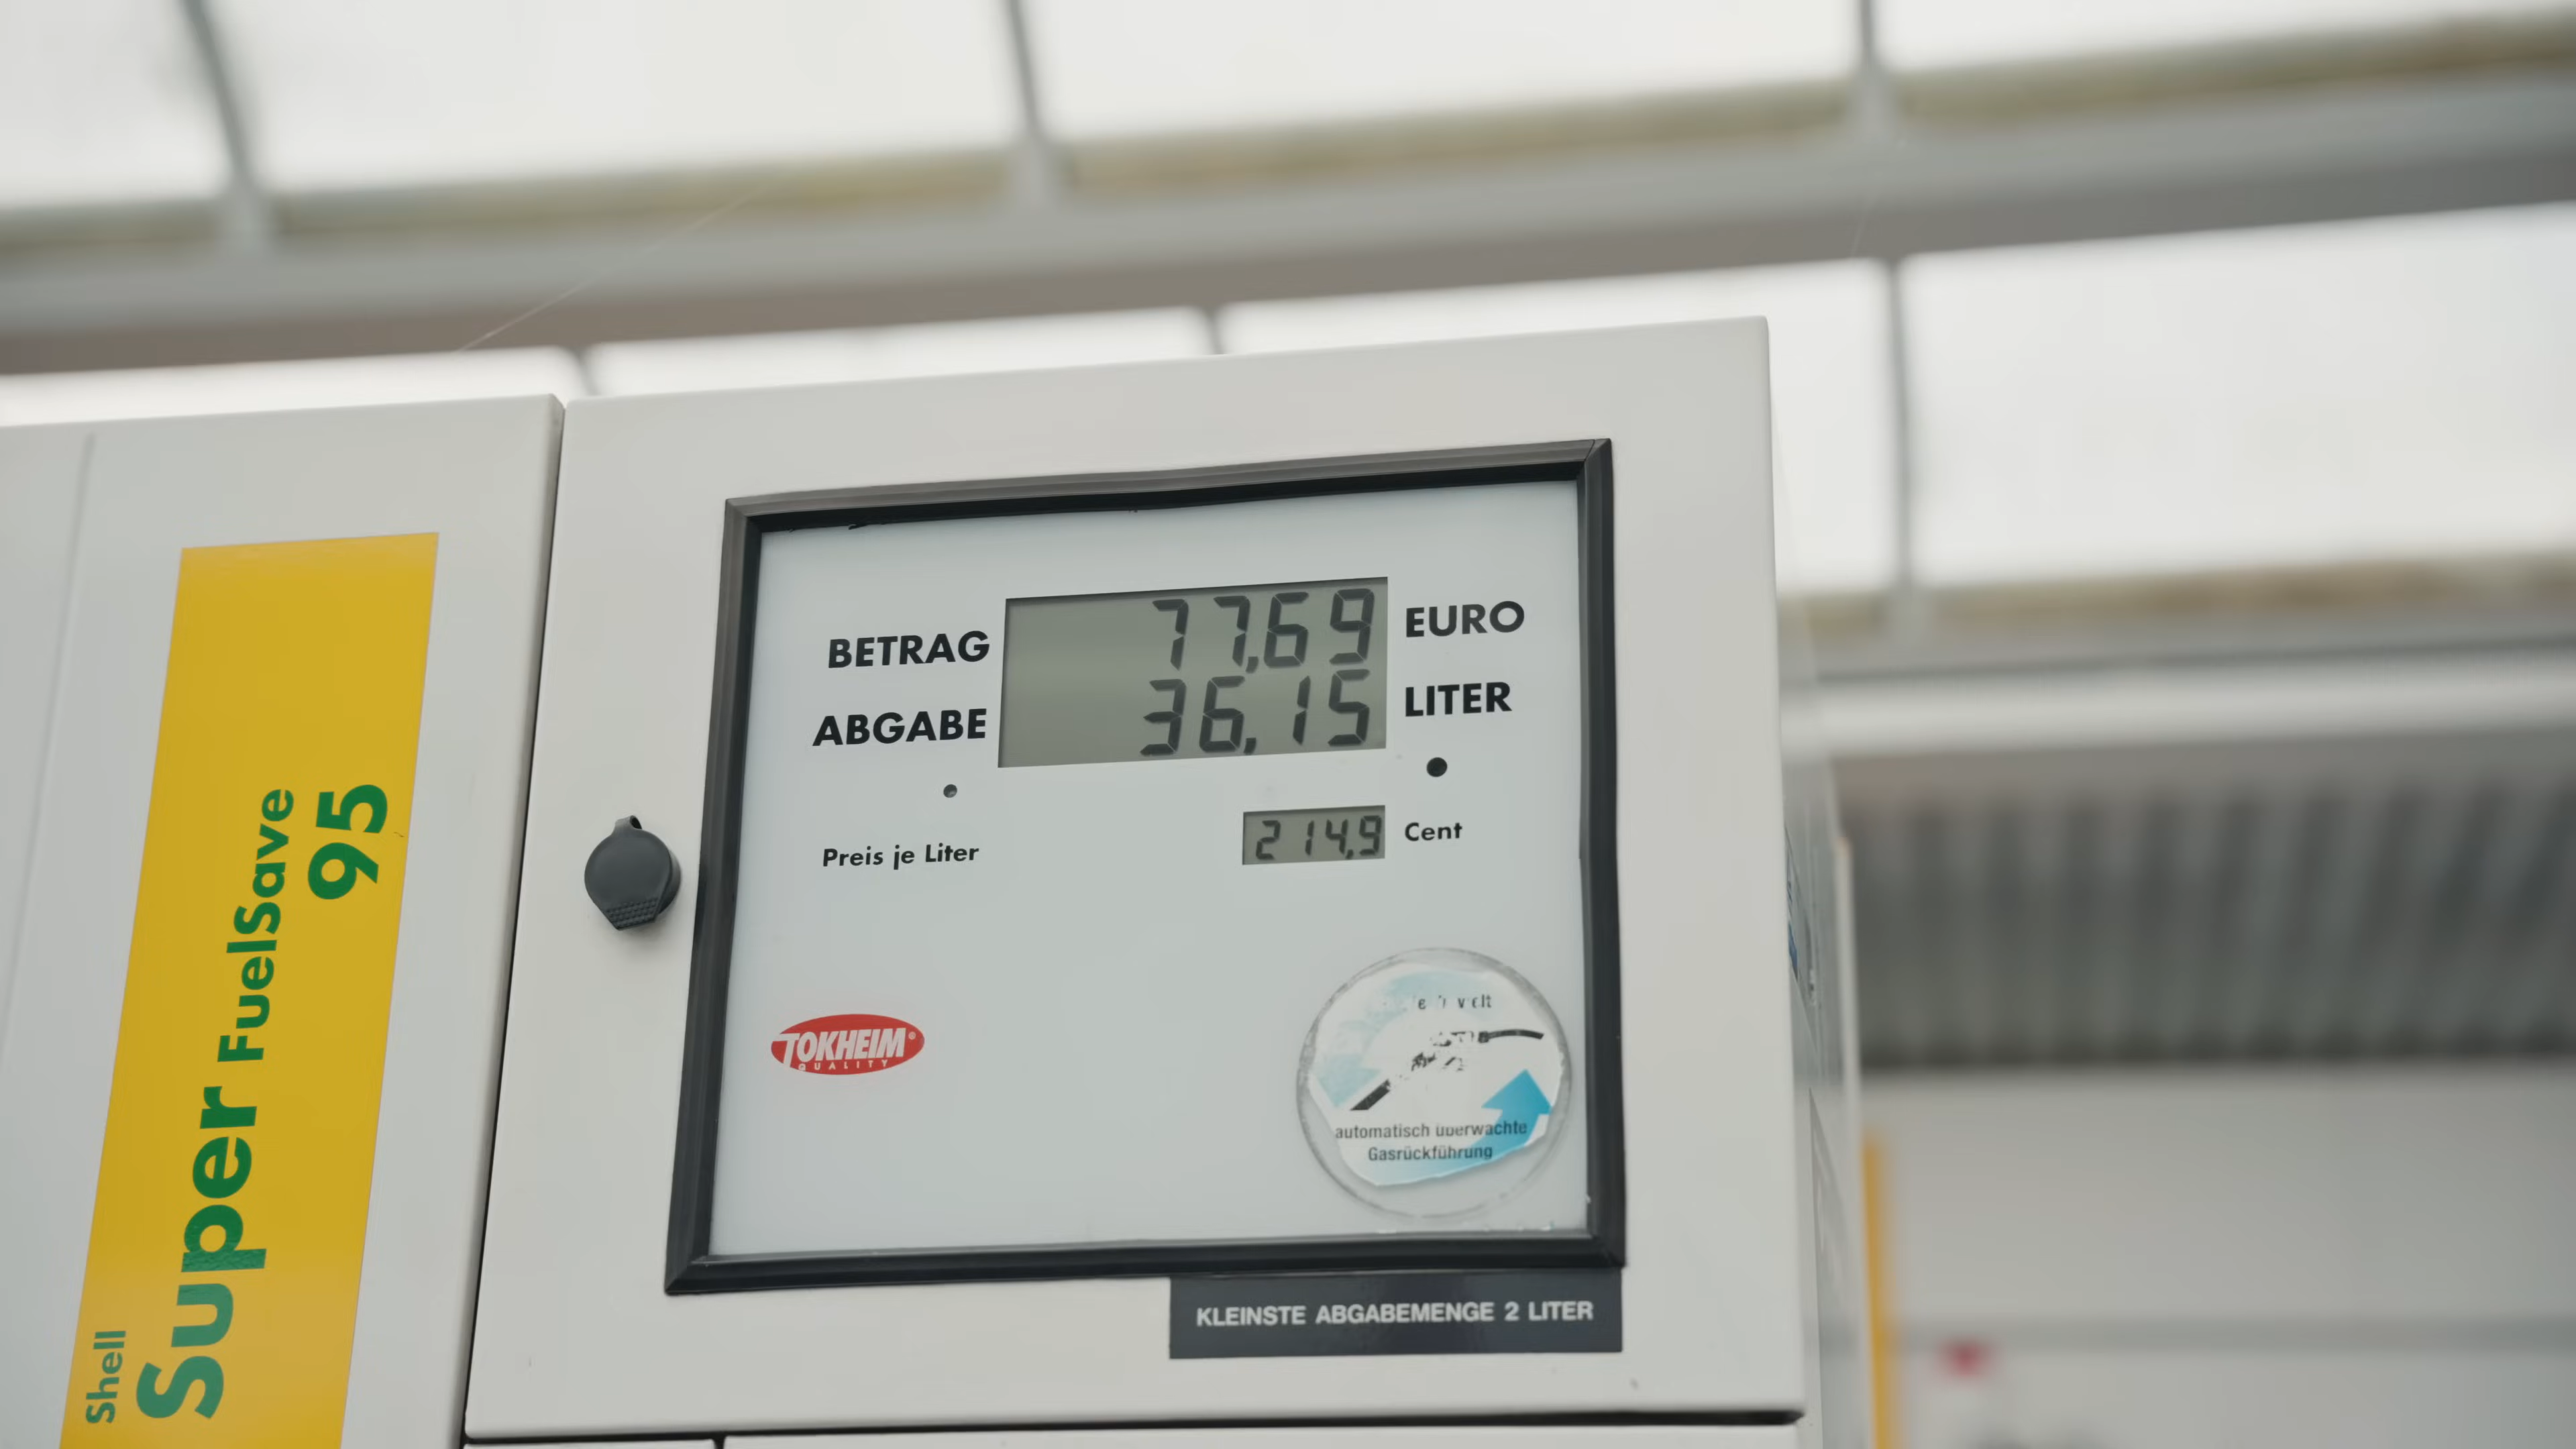 Shell
Super FuelSave
95
BETRAG 77,69 EURO
ABGABE 36,15 LITER
Preis je Liter 214,9 Cent
TOKHEIM®
QUALITY
automatisch überwachte
Gasrückführung
KLEINSTE ABGABEMENGE 2 LITER